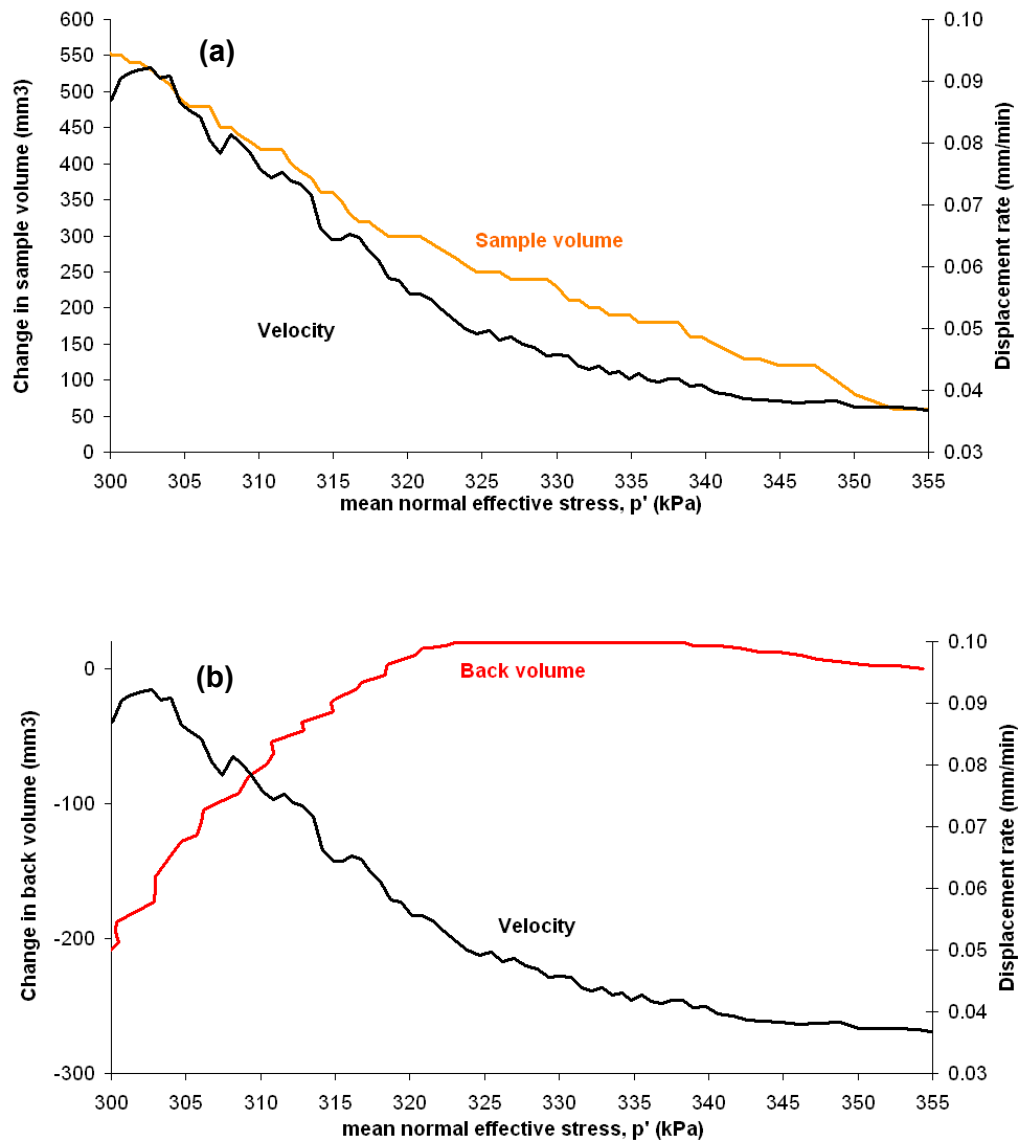 (a)
Change in sample volume (mm3)
600
550
500
450
400
350
300
250
200
150
100
50
0
Sample volume
Velocity
0.10
0.09
0.08
0.07
0.06
0.05
0.04
0.03
Displacement rate (mm/min)
300 305 310 315 320 325 330 335 340 345 350 355
mean normal effective stress, p' (kPa)
(b)
Change in back volume (mm3)
0
-100
-200
-300
Back volume
Velocity
0.10
0.09
0.08
0.07
0.06
0.05
0.04
0.03
Displacement rate (mm/min)
300 305 310 315 320 325 330 335 340 345 350 355
mean normal effective stress, p' (kPa)